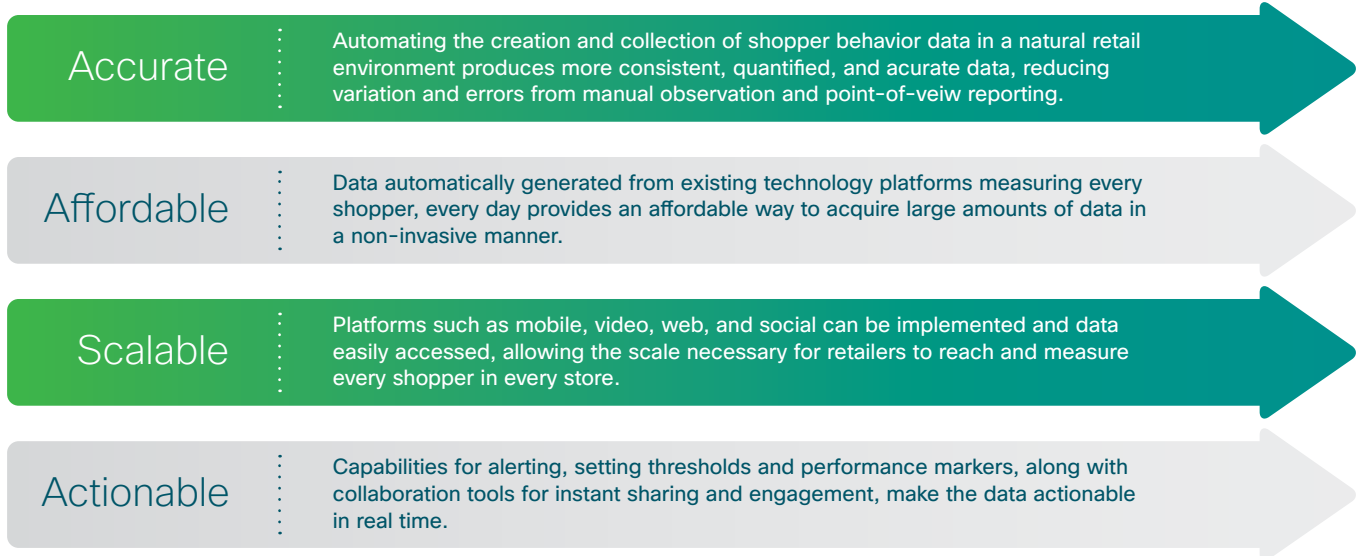 Accurate
Automating the creation and collection of shopper behavior data in a natural retail
environment produces more consistent, quantified, and acurate data, reducing
variation and errors from manual observation and point-of-veiw reporting.
Affordable
Data automatically generated from existing technology platforms measuring every
shopper, every day provides an affordable way to acquire large amounts of data in
a non-invasive manner.
Scalable
Platforms such as mobile, video, web, and social can be implemented and data
easily accessed, allowing the scale necessary for retailers to reach and measure
every shopper in every store.
Actionable
Capabilities for alerting, setting thresholds and performance markers, along with
collaboration tools for instant sharing and engagement, make the data actionable
in real time.